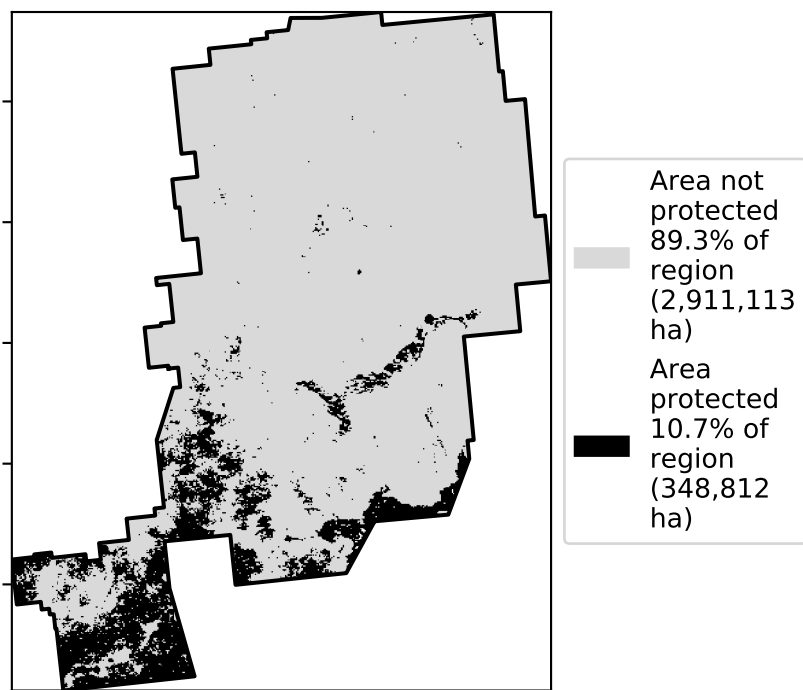 Area not
protected
89.3% of
region
(2,911,113
ha)
Area
protected
10.7% of
region
(348,812
ha)